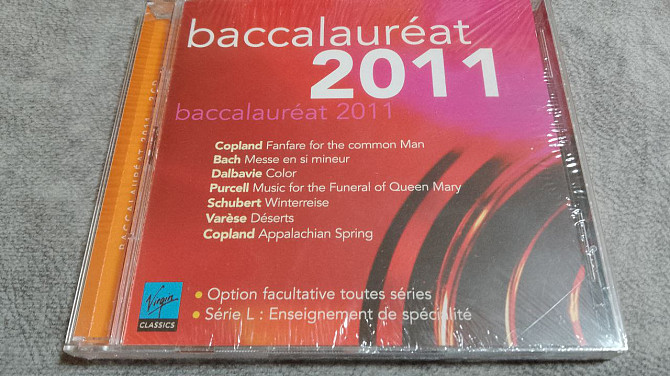 baccalauréat
2011
baccalauréat 2011
Copland Fanfare for the common Man
Bach Messe en si mineur
Dalbavie Color
Purcell Music for the Funeral of Queen Mary
Schubert Winterreise
Varèse Déserts
Copland Appalachian Spring
• Option facultative toutes séries
• Série L : Enseignement de spécialité
Virgin
CLASSICS
BACCALAURÉAT 2011